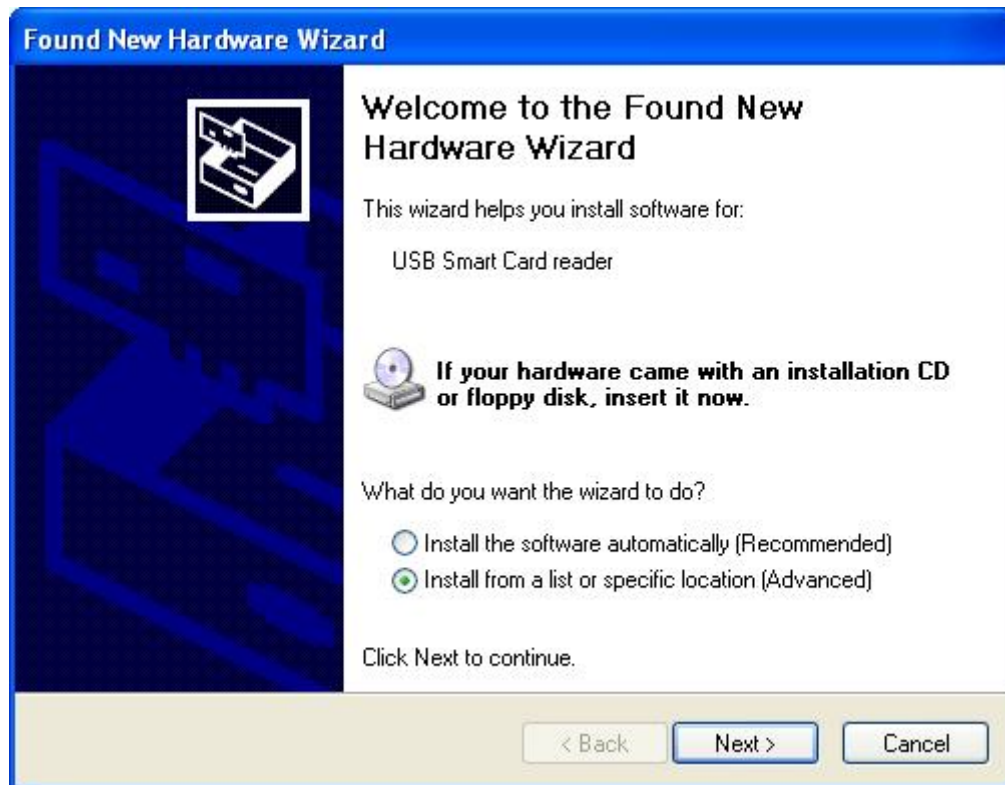 Found New Hardware Wizard
Welcome to the Found New
Hardware Wizard
This wizard helps you install software for:
USB Smart Card reader
If your hardware came with an installation CD
or floppy disk, insert it now.
What do you want the wizard to do?
Install the software automatically (Recommended)
Install from a list or specific location (Advanced)
Click Next to continue.
< Back Next > Cancel